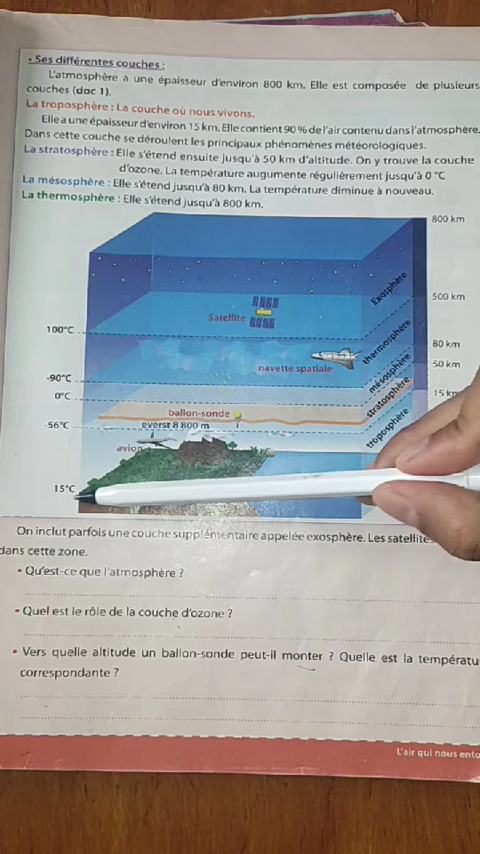 • Ses différentes couches :
L'atmosphère a une épaisseur d'environ 800 km. Elle est composée de plusieurs
couches (doc 1).
La troposphère : La couche où nous vivons.
Elle a une épaisseur d'environ 15 km. Elle contient 90 % de l'air contenu dans l'atmosphère.
Dans cette couche se déroulent les principaux phénomènes météorologiques.
La stratosphère : Elle s'étend ensuite jusqu'à 50 km d'altitude. On y trouve la couche
d'ozone. La température augumente régulièrement jusqu'à 0 °C
La mésosphère : Elle s'étend jusqu'à 80 km. La température diminue à nouveau.
La thermosphère : Elle s'étend jusqu'à 800 km.
800 km
Exosphère
500 km
Satellite
100°C
thermosphère
80 km
navette spatiale
50 km
-90°C
mésosphère
0°C
15 km
stratosphère
ballon-sonde
-56°C
everst 8 800 m
troposphère
avion
15°C
On inclut parfois une couche supplémentaire appelée exosphère. Les satellite
dans cette zone.
• Qu'est-ce que l'atmosphère ?
• Quel est le rôle de la couche d'ozone ?
• Vers quelle altitude un ballon-sonde peut-il monter ? Quelle est la températu
correspondante ?
L'air qui nous ento